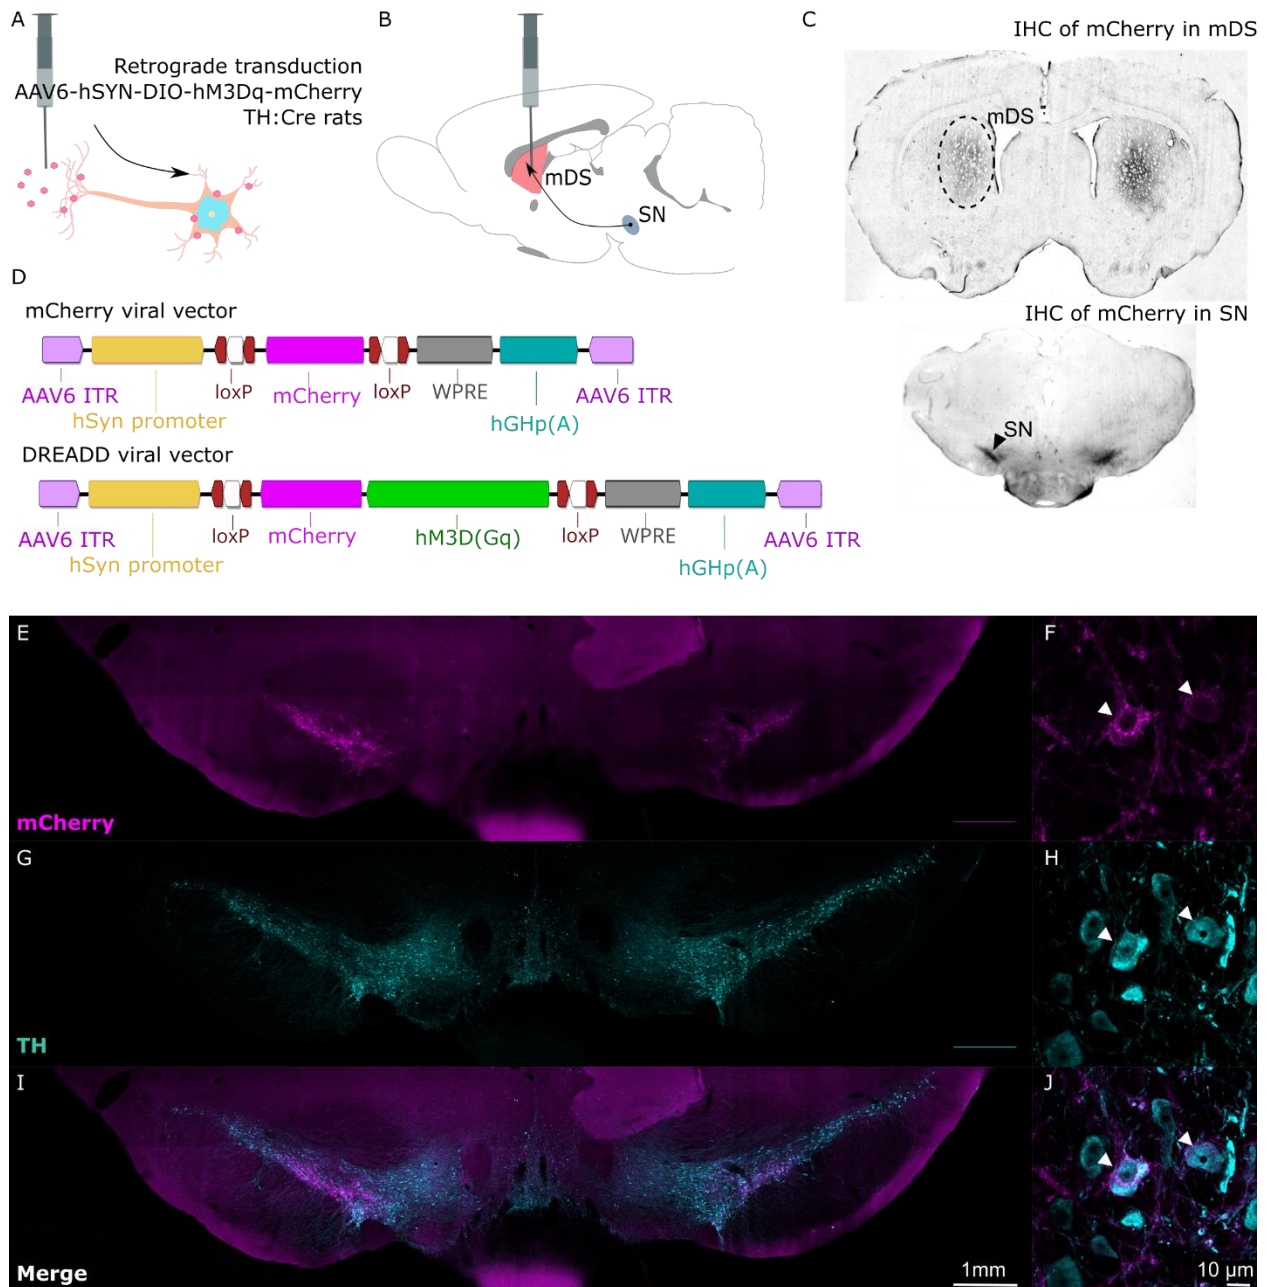 A
Retrograde transduction
AAV6-hSYN-DIO-hM3Dq-mCherry
TH:Cre rats
B
mDS
SN
C
IHC of mCherry in mDS
mDS
IHC of mCherry in SN
SN
D
mCherry viral vector
AAV6 ITR
hSyn promoter
loxP
mCherry
loxP
WPRE
hGHp(A)
AAV6 ITR
DREADD viral vector
AAV6 ITR
hSyn promoter
loxP
mCherry
hM3D(Gq)
loxP
WPRE
hGHp(A)
AAV6 ITR
E
mCherry
F
G
TH
H
I
Merge
1mm
J
10 µm